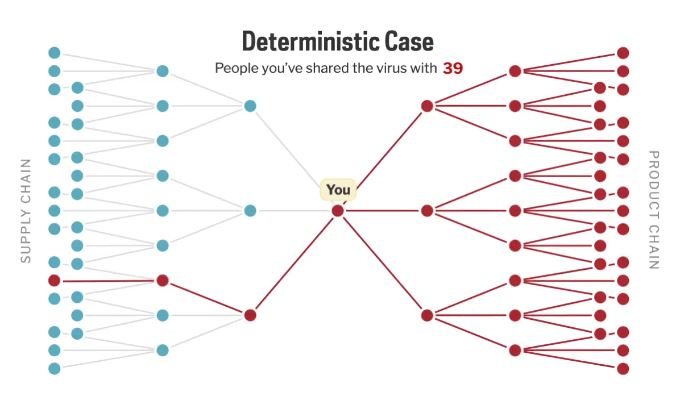 Deterministic Case
People you've shared the virus with 39
You
SUPPLY CHAIN
PRODUCT CHAIN